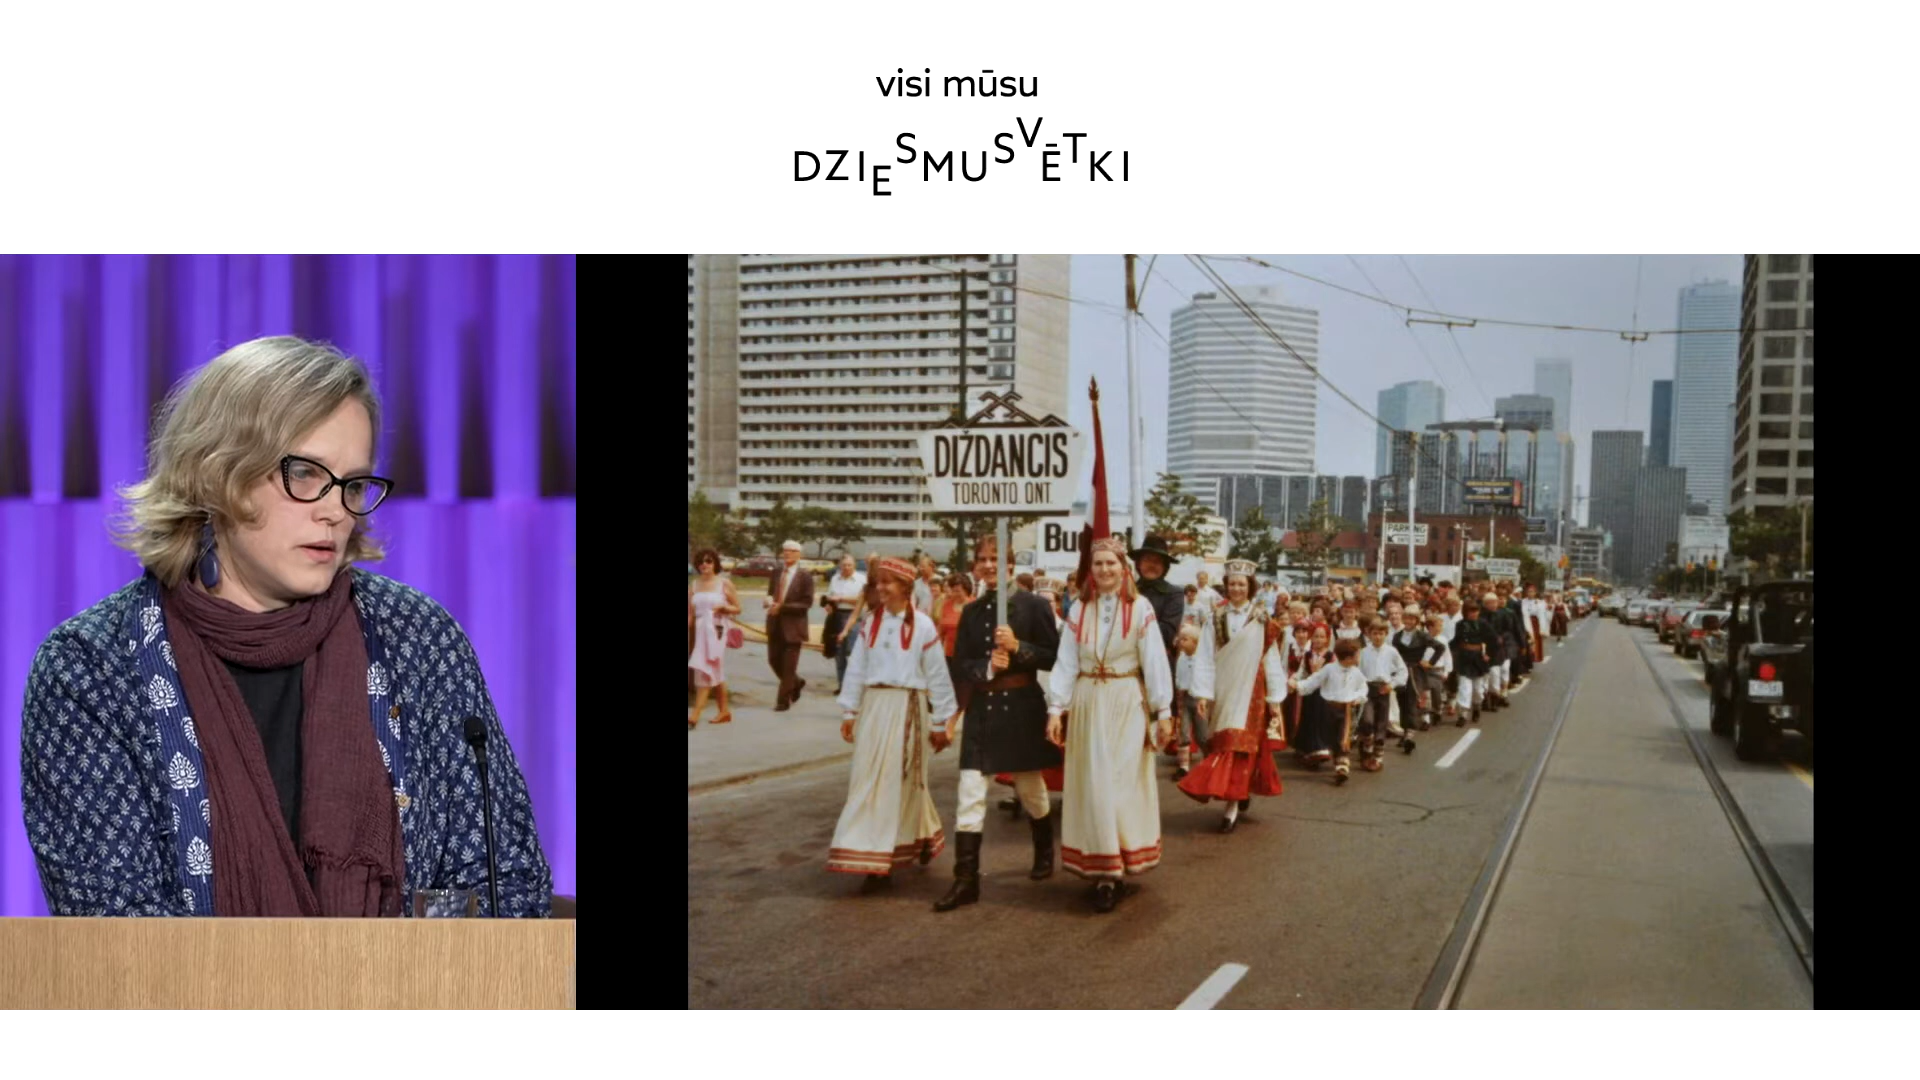 visi mūsu
DZIESMUSVĒTKI
DIŽDANCIS
TORONTO ONT.
PARKING